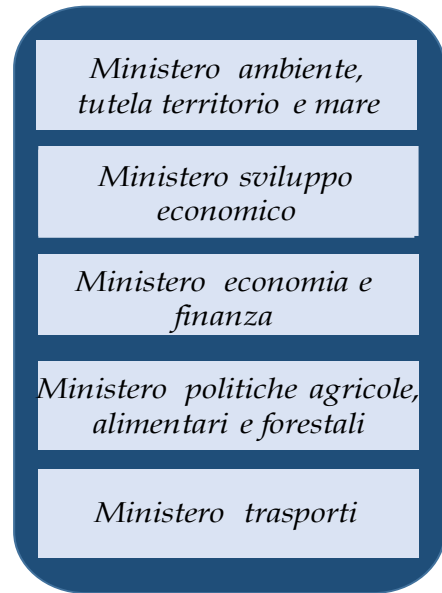 Ministero ambiente,
tutela territorio e mare
Ministero sviluppo
economico
Ministero economia e
finanza
Ministero politiche agricole,
alimentari e forestali
Ministero trasporti